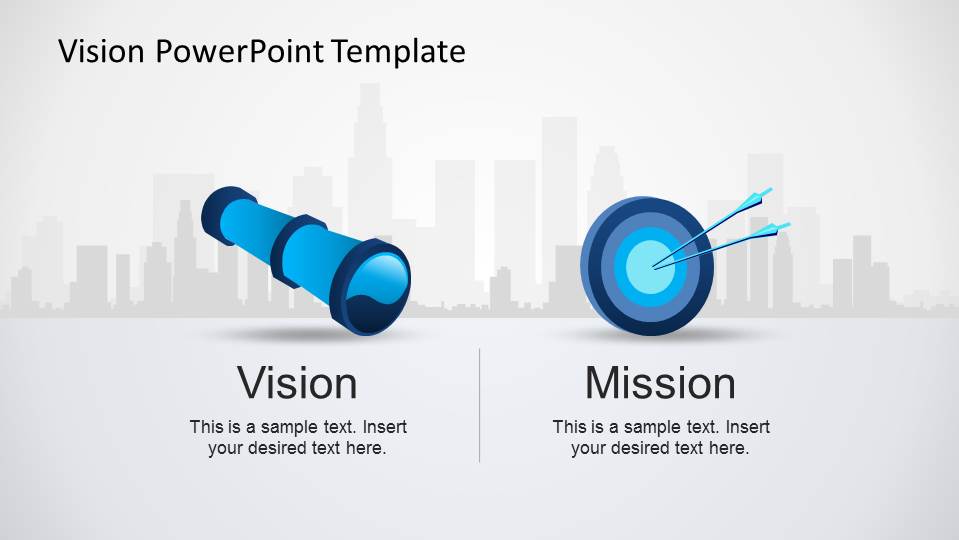 Vision PowerPoint Template
Vision
This is a sample text. Insert
your desired text here.
Mission
This is a sample text. Insert
your desired text here.